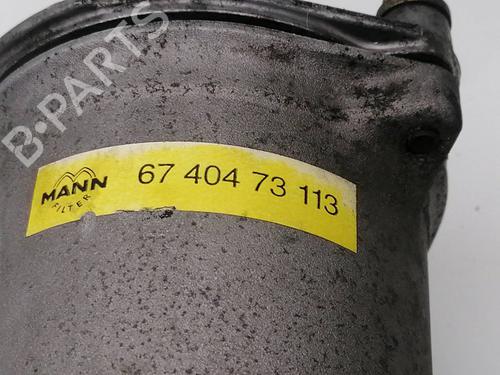 B-PARTS
MANN
FILTER
67 404 73 113